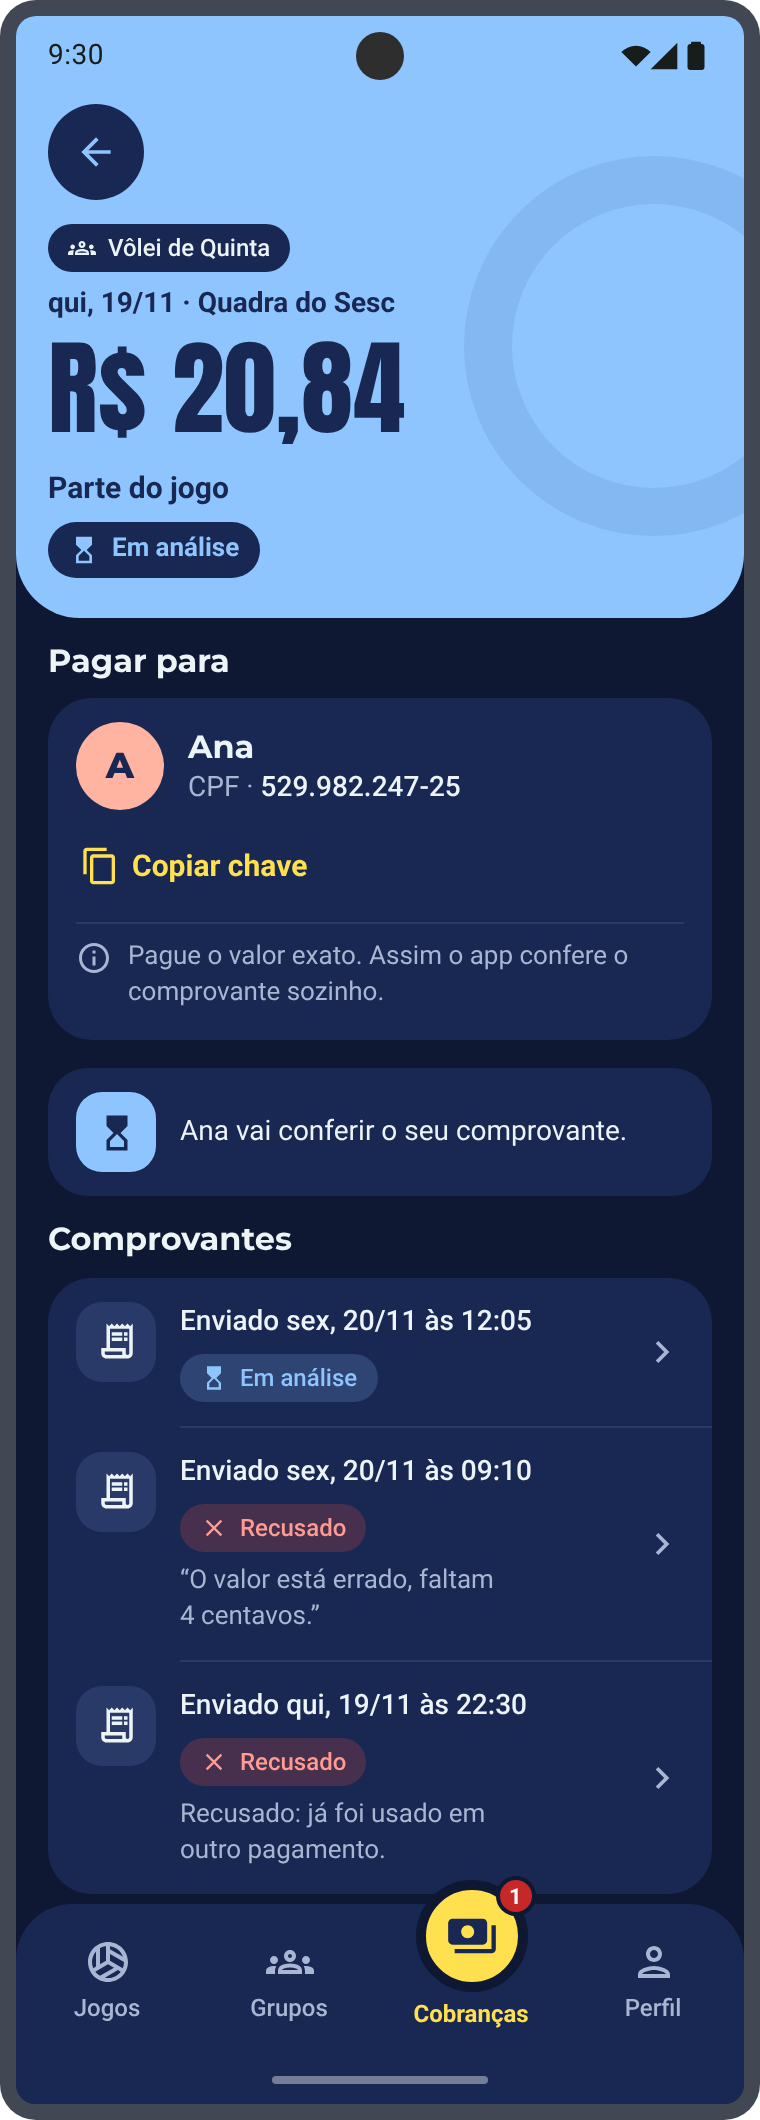 9:30
Vôlei de Quinta
qui, 19/11 · Quadra do Sesc
R$ 20,84
Parte do jogo
Em análise
Pagar para
A
Ana
CPF · 529.982.247-25
Copiar chave
Pague o valor exato. Assim o app confere o
comprovante sozinho.
Ana vai conferir o seu comprovante.
Comprovantes
Enviado sex, 20/11 às 12:05
Em análise
Enviado sex, 20/11 às 09:10
Recusado
“O valor está errado, faltam
4 centavos.”
Enviado qui, 19/11 às 22:30
Recusado
Recusado: já foi usado em
outro pagamento.
1
Jogos
Grupos
Cobranças
Perfil